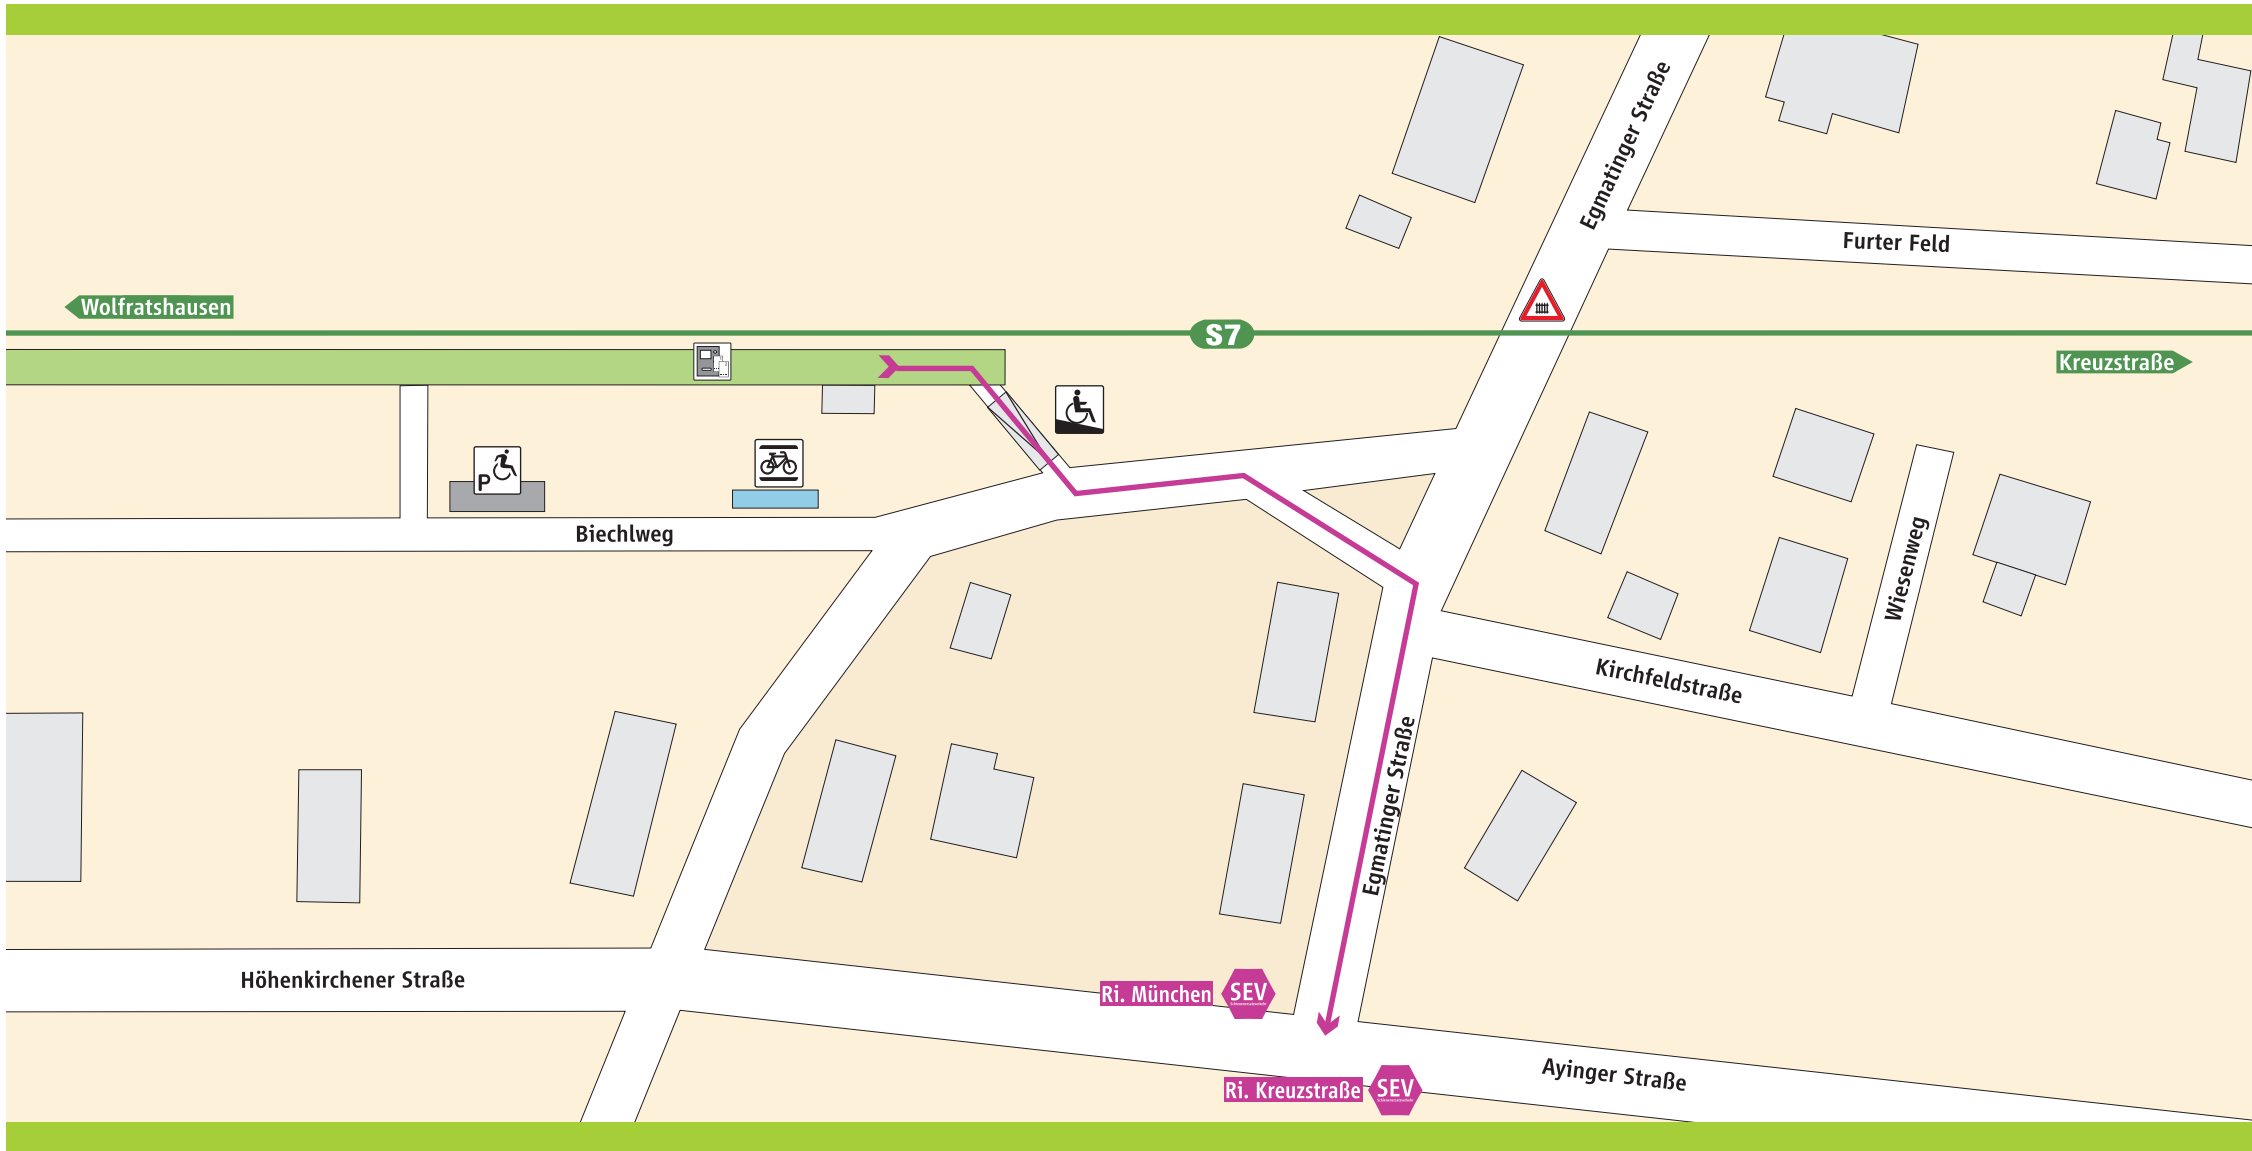 Egmatinger Straße
Furter Feld
Wolfratshausen
S7
Kreuzstraße
P
Biechlweg
Wiesenweg
Kirchfeldstraße
Egmatinger Straße
Höhenkirchener Straße
Ri. München
SEV
Ayinger Straße
Ri. Kreuzstraße
SEV